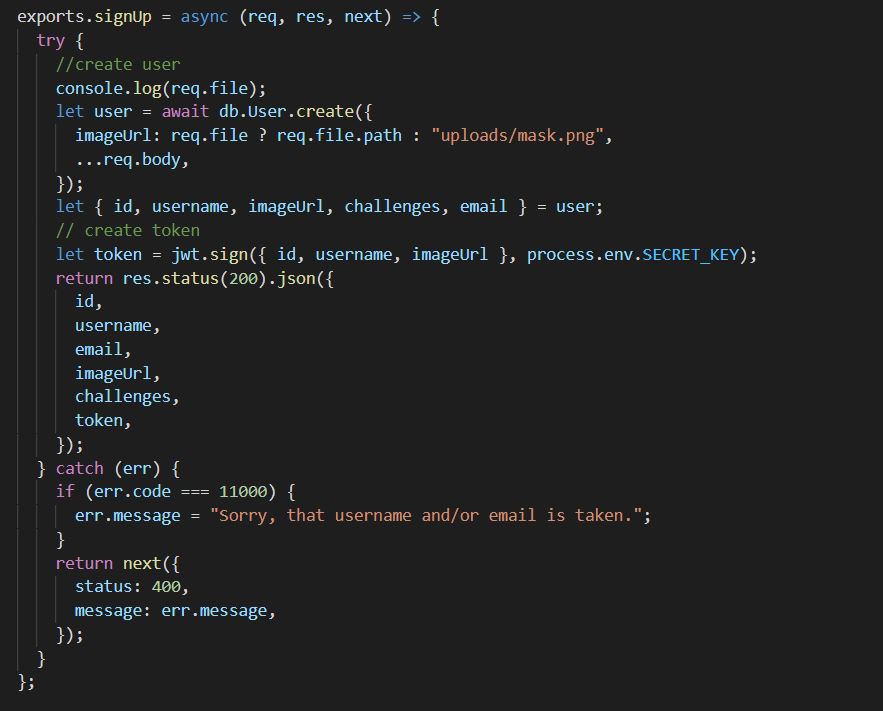 exports.signUp = async (req, res, next) => {
  try {
    //create user
    console.log(req.file);
    let user = await db.User.create({
      imageUrl: req.file ? req.file.path : "uploads/mask.png",
      ...req.body,
    });
    let { id, username, imageUrl, challenges, email } = user;
    // create token
    let token = jwt.sign({ id, username, imageUrl }, process.env.SECRET_KEY);
    return res.status(200).json({
      id,
      username,
      email,
      imageUrl,
      challenges,
      token,
    });
  } catch (err) {
    if (err.code === 11000) {
      err.message = "Sorry, that username and/or email is taken.";
    }
    return next({
      status: 400,
      message: err.message,
    });
  }
};